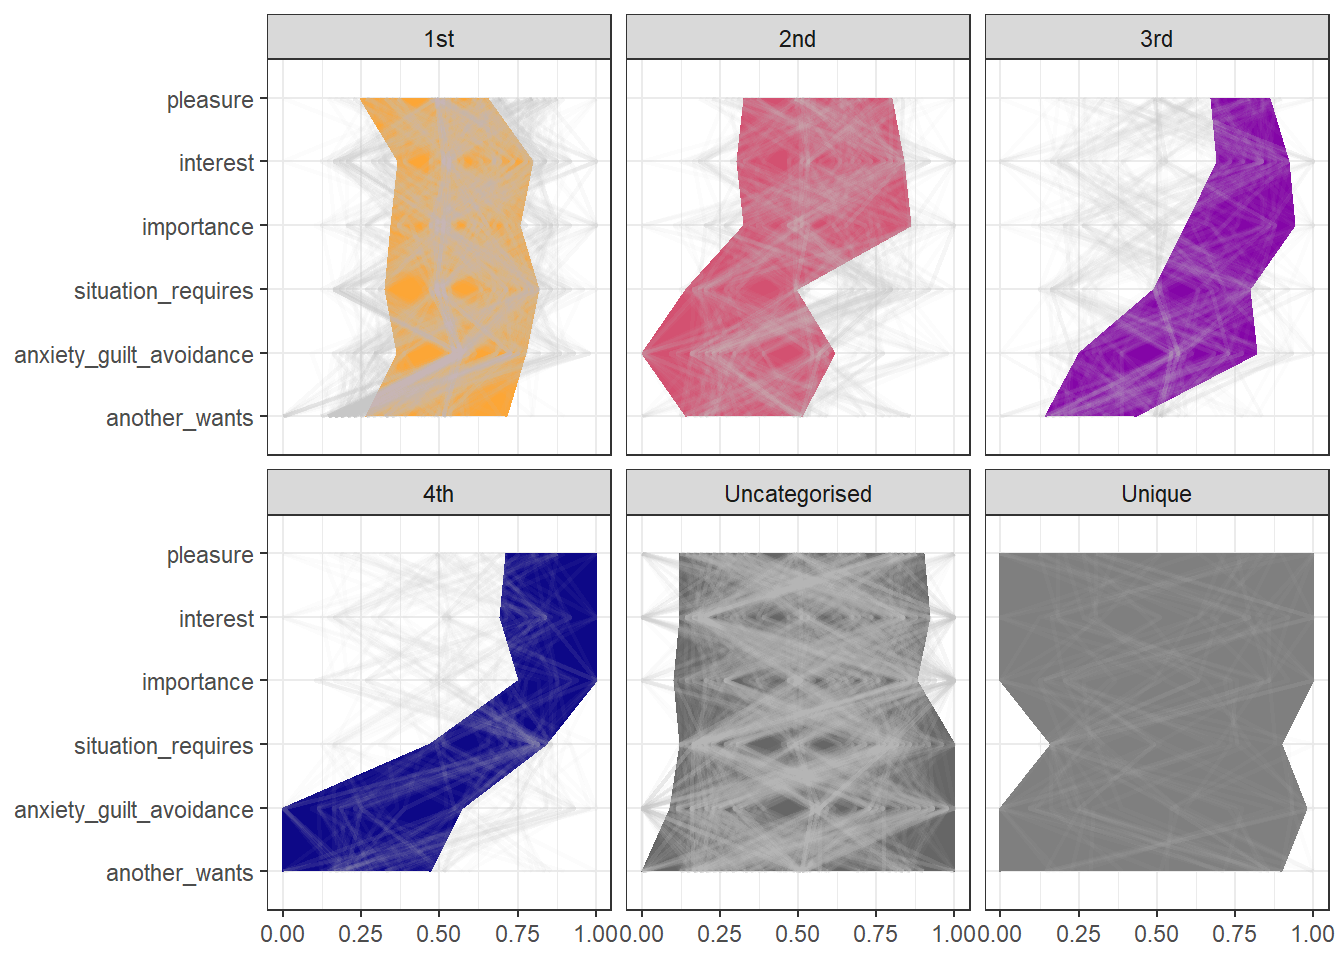 1st
2nd
3rd
pleasure
interest
importance
situation_requires
anxiety_guilt_avoidance
another_wants
4th
Uncategorised
Unique
pleasure
interest
importance
situation_requires
anxiety_guilt_avoidance
another_wants
0.00 0.25 0.50 0.75 1.00 0.00 0.25 0.50 0.75 1.00 0.00 0.25 0.50 0.75 1.00